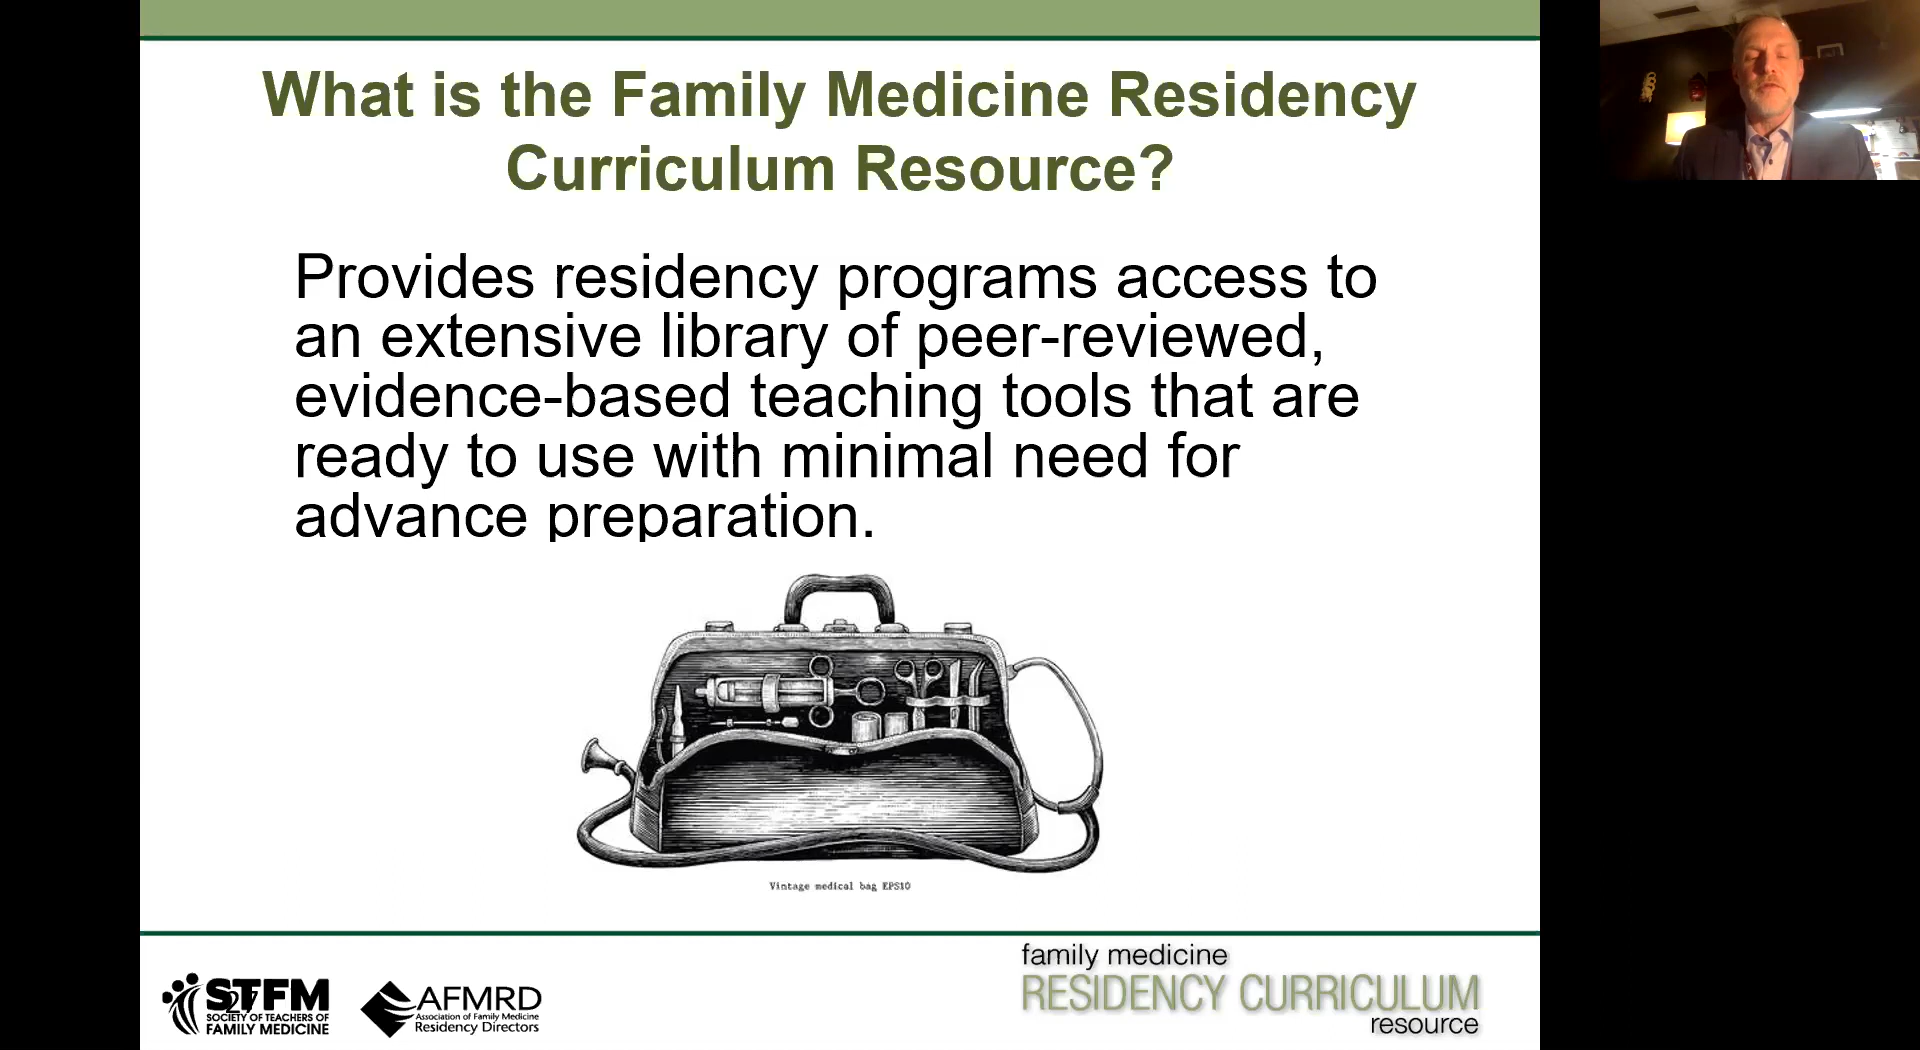 What is the Family Medicine Residency
Curriculum Resource?
Provides residency programs access to
an extensive library of peer-reviewed,
evidence-based teaching tools that are
ready to use with minimal need for
advance preparation.
Vintage medical bag EPS10
STFM
27
SOCIETY OF TEACHERS OF
FAMILY MEDICINE
AFMRD
Association of Family Medicine
Residency Directors
family medicine
RESIDENCY CURRICULUM
resource